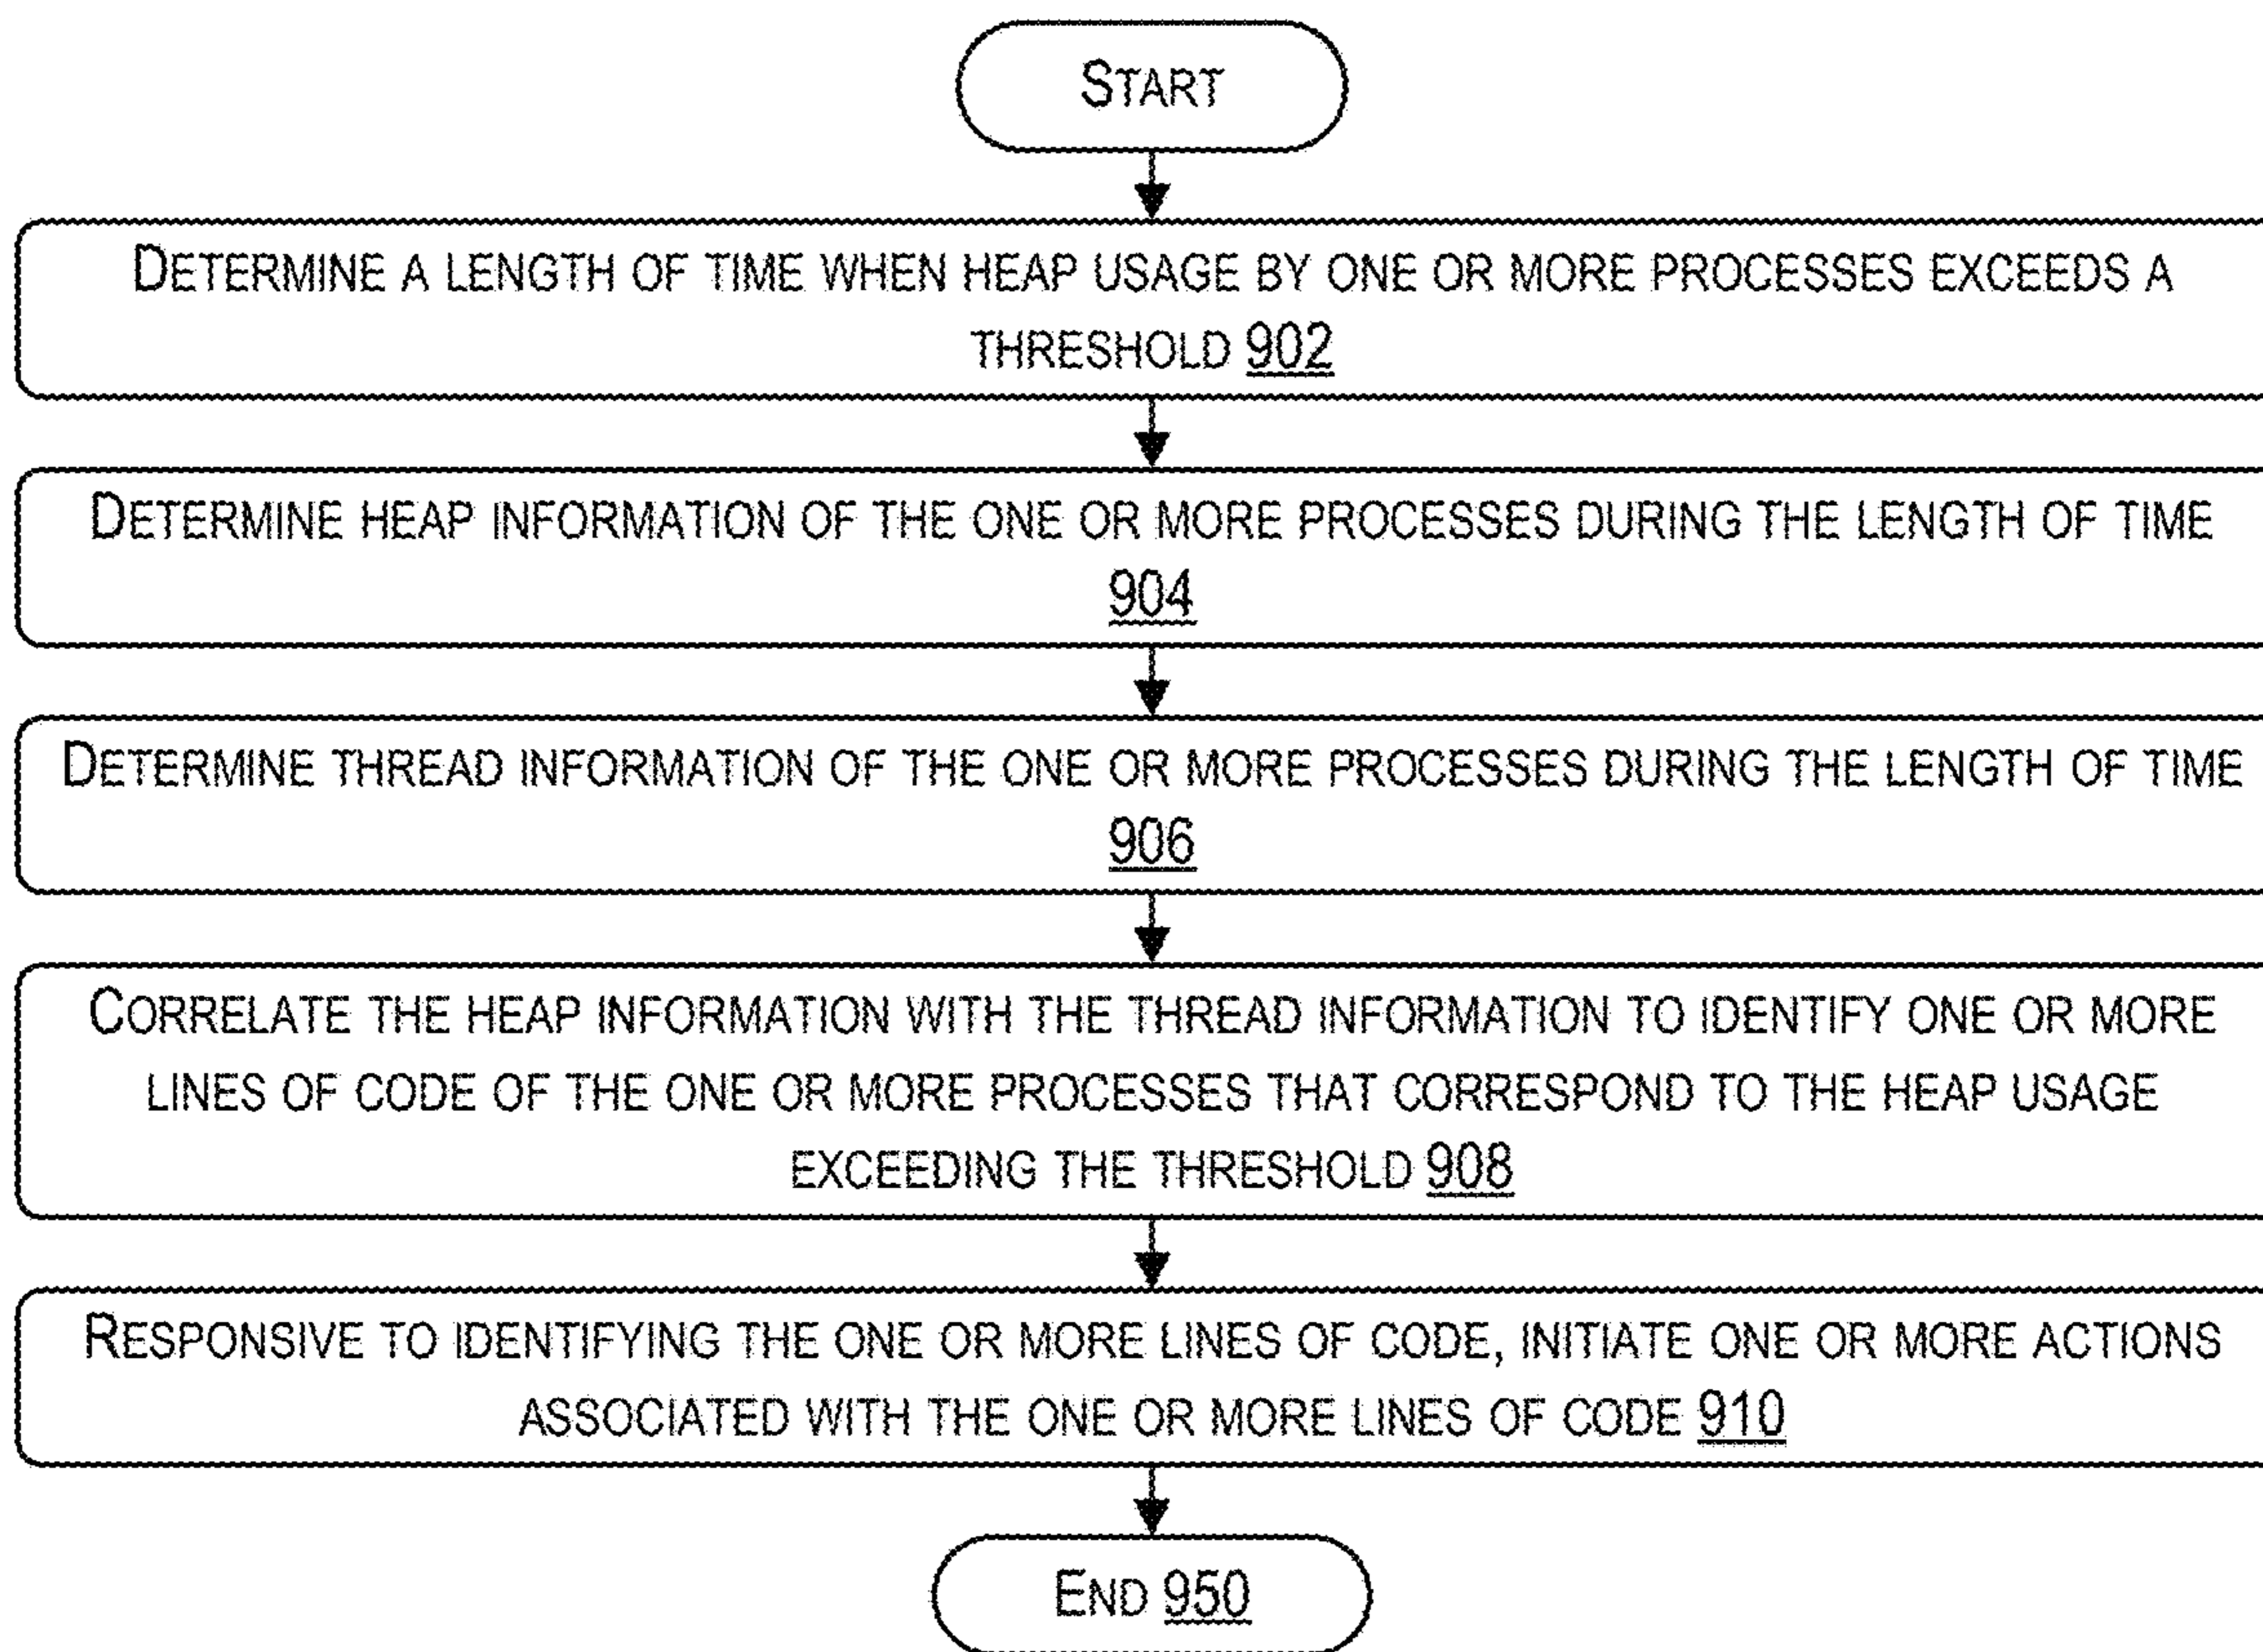 START
DETERMINE A LENGTH OF TIME WHEN HEAP USAGE BY ONE OR MORE PROCESSES EXCEEDS A
THRESHOLD 902
DETERMINE HEAP INFORMATION OF THE ONE OR MORE PROCESSES DURING THE LENGTH OF TIME
904
DETERMINE THREAD INFORMATION OF THE ONE OR MORE PROCESSES DURING THE LENGTH OF TIME
906
CORRELATE THE HEAP INFORMATION WITH THE THREAD INFORMATION TO IDENTIFY ONE OR MORE
LINES OF CODE OF THE ONE OR MORE PROCESSES THAT CORRESPOND TO THE HEAP USAGE
EXCEEDING THE THRESHOLD 908
RESPONSIVE TO IDENTIFYING THE ONE OR MORE LINES OF CODE, INITIATE ONE OR MORE ACTIONS
ASSOCIATED WITH THE ONE OR MORE LINES OF CODE 910
END 950